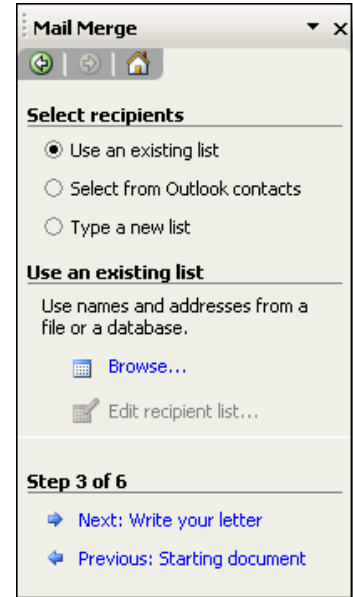 Mail Merge
Select recipients
Use an existing list
Select from Outlook contacts
Type a new list
Use an existing list
Use names and addresses from a
file or a database.
Browse...
Edit recipient list...
Step 3 of 6
Next: Write your letter
Previous: Starting document